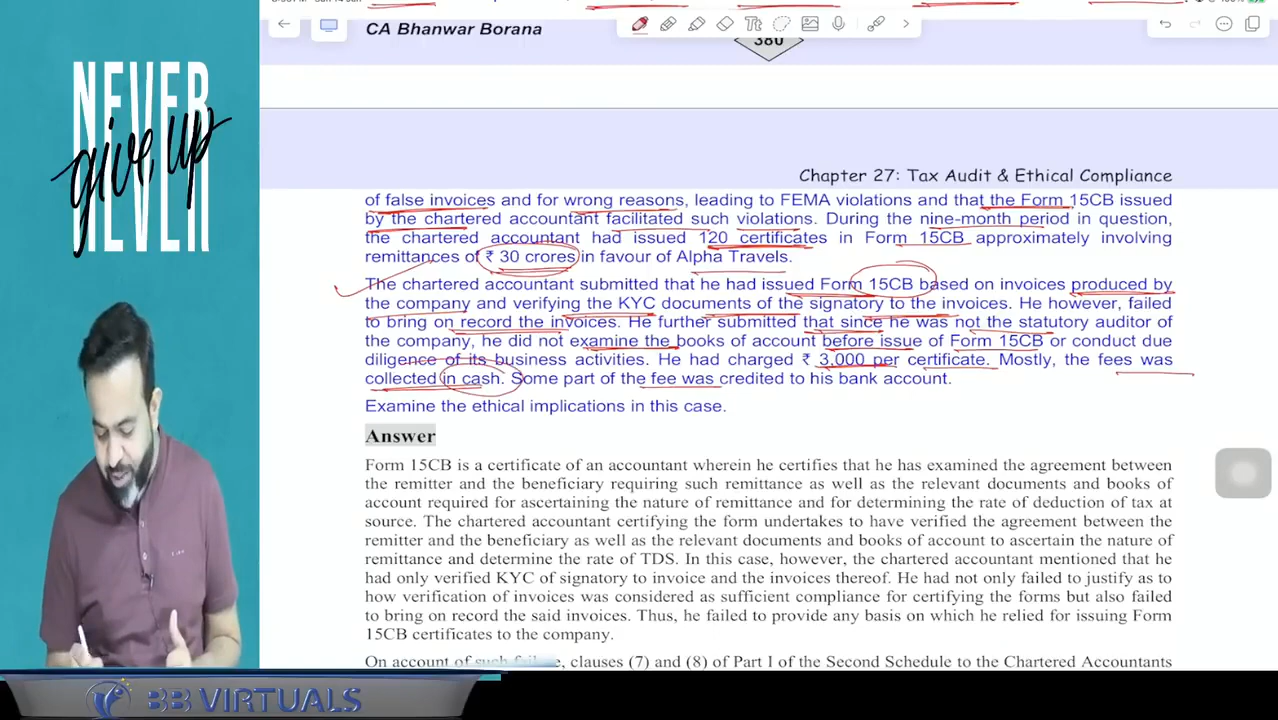 NEVER
give up
NEVER
CA Bhanwar Borana
380
Chapter 27: Tax Audit & Ethical Compliance
of false invoices and for wrong reasons, leading to FEMA violations and that the Form 15CB issued
by the chartered accountant facilitated such violations. During the nine-month period in question,
the chartered accountant had issued 120 certificates in Form 15CB approximately involving
remittances of ₹ 30 crores in favour of Alpha Travels.
The chartered accountant submitted that he had issued Form 15CB based on invoices produced by
the company and verifying the KYC documents of the signatory to the invoices. He however, failed
to bring on record the invoices. He further submitted that since he was not the statutory auditor of
the company, he did not examine the books of account before issue of Form 15CB or conduct due
diligence of its business activities. He had charged ₹ 3,000 per certificate. Mostly, the fees was
collected in cash. Some part of the fee was credited to his bank account.
Examine the ethical implications in this case.
Answer
Form 15CB is a certificate of an accountant wherein he certifies that he has examined the agreement between
the remitter and the beneficiary requiring such remittance as well as the relevant documents and books of
account required for ascertaining the nature of remittance and for determining the rate of deduction of tax at
source. The chartered accountant certifying the form undertakes to have verified the agreement between the
remitter and the beneficiary as well as the relevant documents and books of account to ascertain the nature of
remittance and determine the rate of TDS. In this case, however, the chartered accountant mentioned that he
had only verified KYC of signatory to invoice and the invoices thereof. He had not only failed to justify as to
how verification of invoices was considered as sufficient compliance for certifying the forms but also failed
to bring on record the said invoices. Thus, he failed to provide any basis on which he relied for issuing Form
15CB certificates to the company.
On account of such failure, clauses (7) and (8) of Part I of the Second Schedule to the Chartered Accountants
BB VIRTUALS